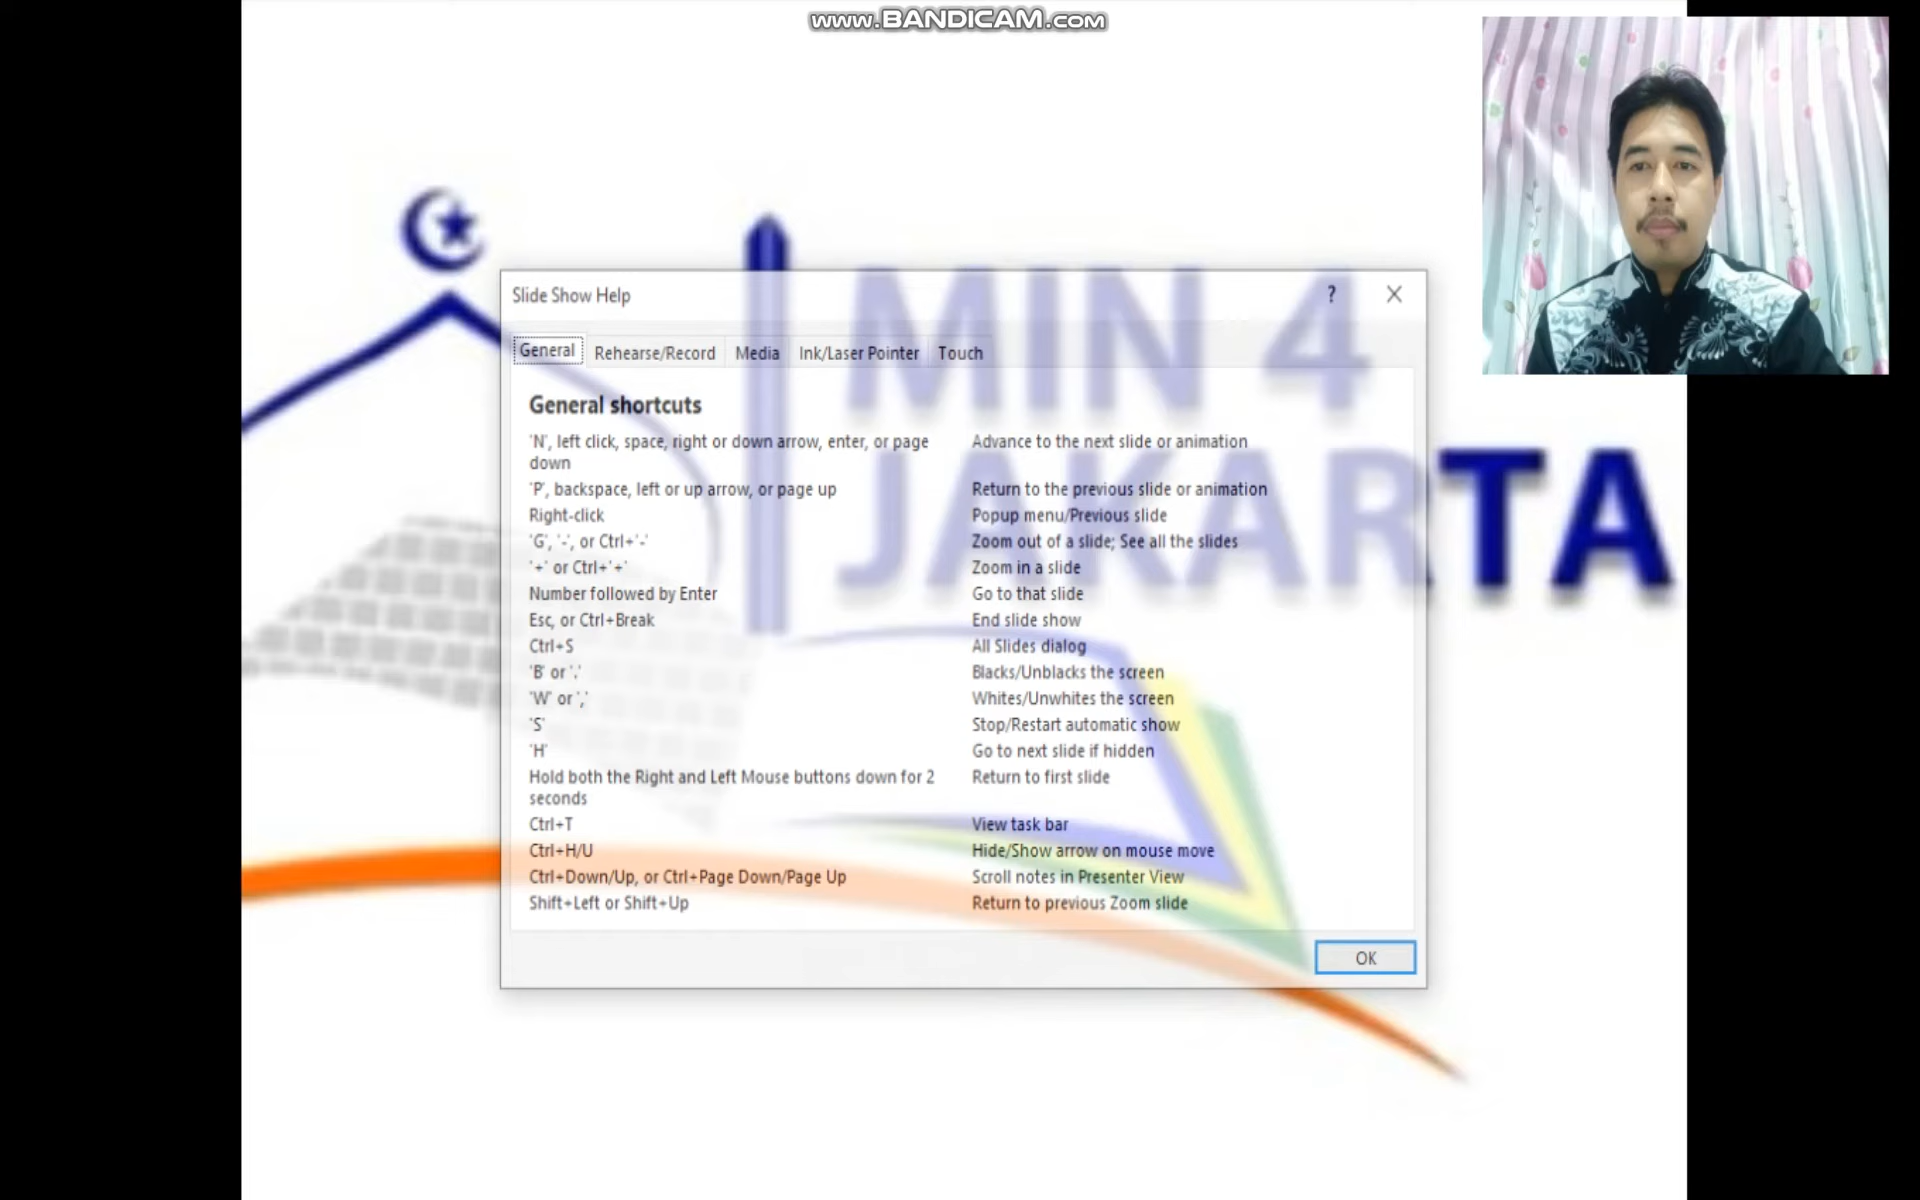 www.BANDICAM.com
MIN 4
JAKARTA
Slide Show Help
?
General Rehearse/Record Media Ink/Laser Pointer Touch
General shortcuts
'N', left click, space, right or down arrow, enter, or page Advance to the next slide or animation
down
'P', backspace, left or up arrow, or page up Return to the previous slide or animation
Right-click Popup menu/Previous slide
'G', '-', or Ctrl+'-' Zoom out of a slide; See all the slides
'+' or Ctrl+'+' Zoom in a slide
Number followed by Enter Go to that slide
Esc, or Ctrl+Break End slide show
Ctrl+S All Slides dialog
'B' or '.' Blacks/Unblacks the screen
'W' or ',' Whites/Unwhites the screen
'S' Stop/Restart automatic show
'H' Go to next slide if hidden
Hold both the Right and Left Mouse buttons down for 2 Return to first slide
seconds
Ctrl+T View task bar
Ctrl+H/U Hide/Show arrow on mouse move
Ctrl+Down/Up, or Ctrl+Page Down/Page Up Scroll notes in Presenter View
Shift+Left or Shift+Up Return to previous Zoom slide
OK